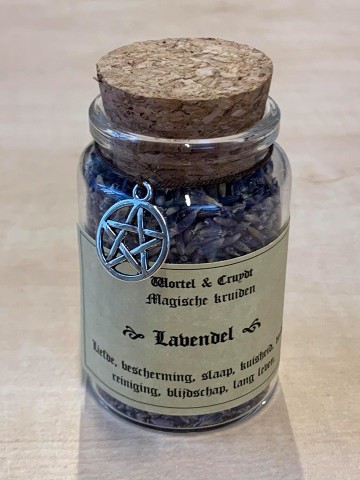 Wortel & Cruydt
Magische kruiden
Lavendel
Liefde, bescherming, slaap, kuisheid,
reiniging, blijdschap, lang leven